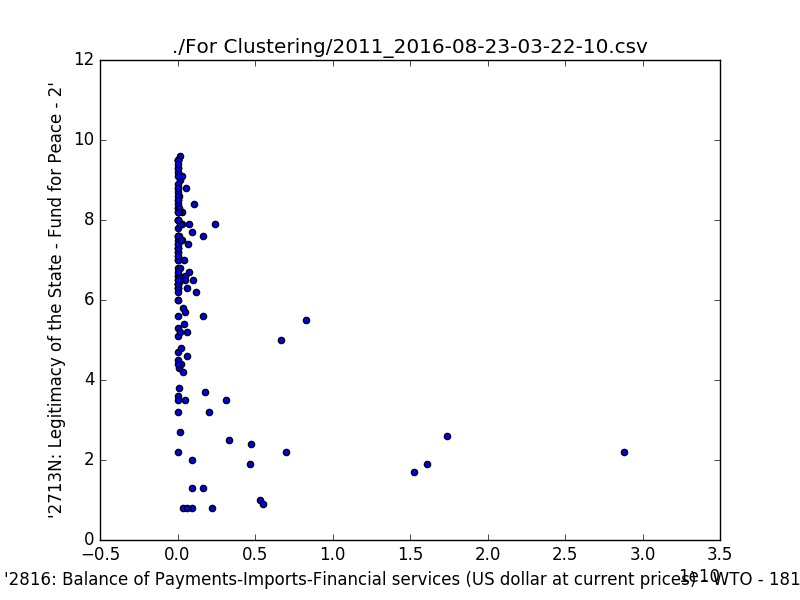 ./For Clustering/2011_2016-08-23-03-22-10.csv
12
10
8
6
4
2
0
'2713N: Legitimacy of the State - Fund for Peace - 2'
−0.5 0.0 0.5 1.0 1.5 2.0 2.5 3.0 3.5
1e10
'2816: Balance of Payments-Imports-Financial services (US dollar at current prices) - WTO - 181